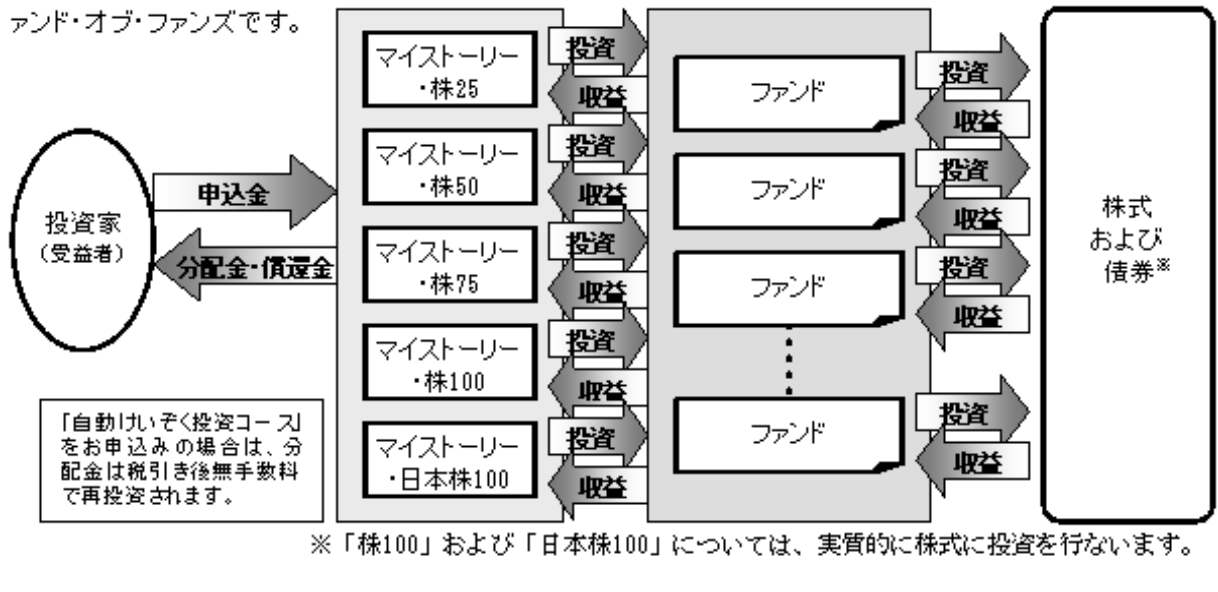 ァンド・オブ・ファンズです。
投資家
（受益者）
申込金
分配金・償還金
「自動けいぞく投資コース」
をお申込みの場合は、分
配金は税引き後無手数料
で再投資されます。
マイストーリー
・株25
マイストーリー
・株50
マイストーリー
・株75
マイストーリー
・株100
マイストーリー
・日本株100
投資
収益
投資
収益
投資
収益
投資
収益
投資
収益
ファンド
ファンド
ファンド
ファンド
投資
収益
投資
収益
投資
収益
投資
収益
株式
および
債券※
※「株100」および「日本株100」については、実質的に株式に投資を行ないます。